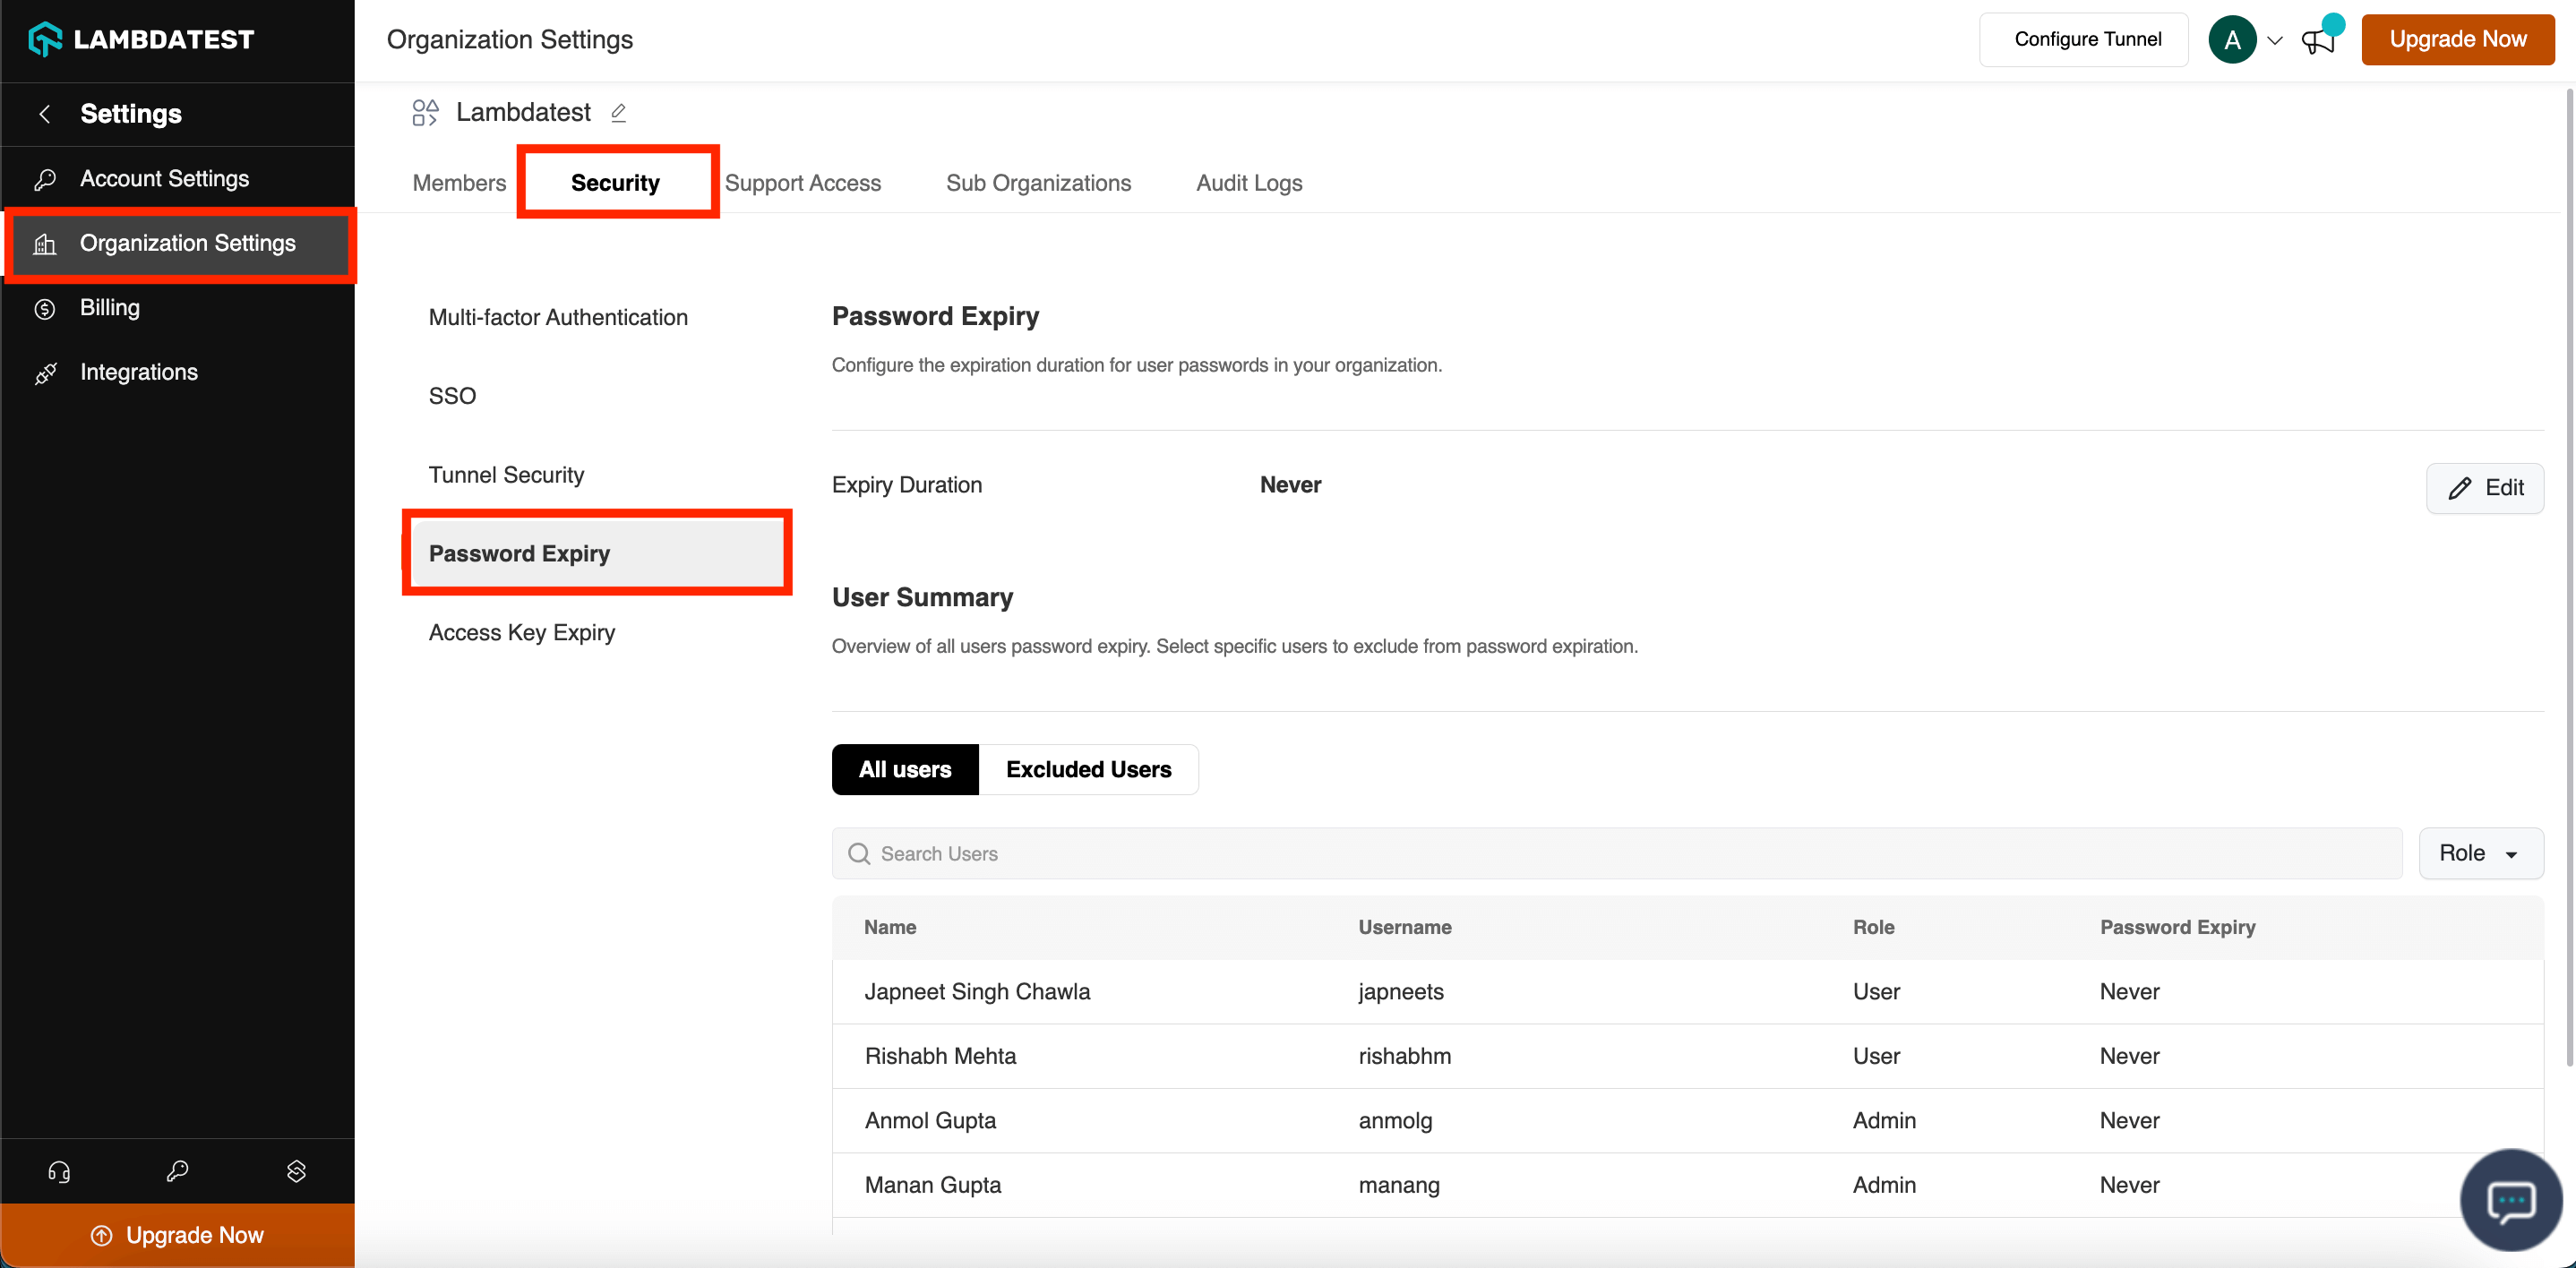 LAMBDATEST
Organization Settings
Configure Tunnel
A
Upgrade Now
Settings
Account Settings
Organization Settings
Billing
Integrations
Upgrade Now
Lambdatest
Members
Security
Support Access
Sub Organizations
Audit Logs
Multi-factor Authentication
SSO
Tunnel Security
Password Expiry
Access Key Expiry
Password Expiry
Configure the expiration duration for user passwords in your organization.
Expiry Duration
Never
Edit
User Summary
Overview of all users password expiry. Select specific users to exclude from password expiration.
All users
Excluded Users
Search Users
Role
Name Username Role Password Expiry
Japneet Singh Chawla japneets User Never
Rishabh Mehta rishabhm User Never
Anmol Gupta anmolg Admin Never
Manan Gupta manang Admin Never